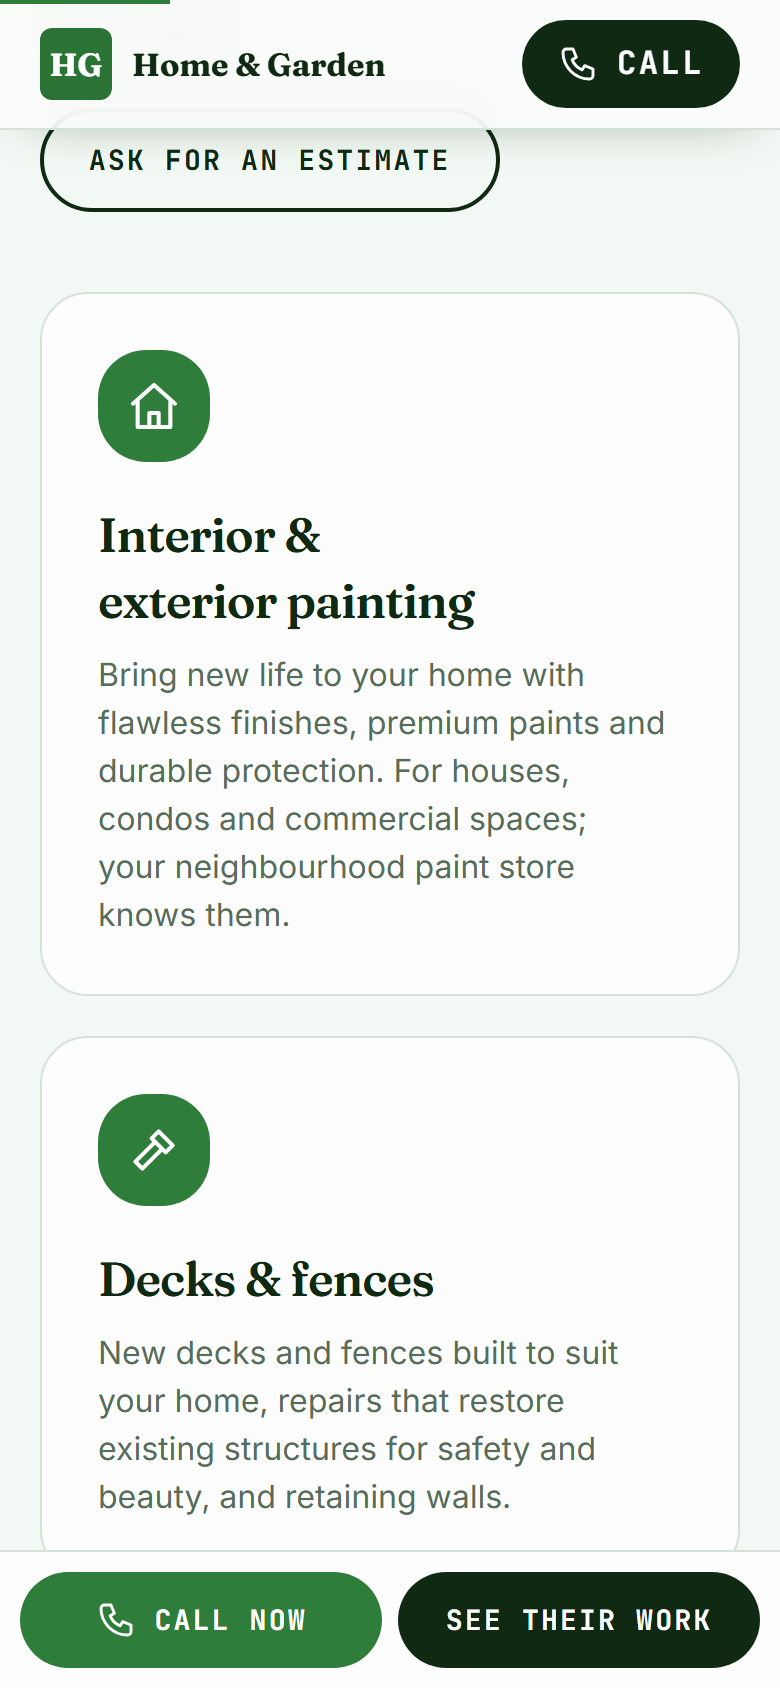 HG
Home & Garden
CALL
ASK FOR AN ESTIMATE
Interior &
exterior painting
Bring new life to your home with
flawless finishes, premium paints and
durable protection. For houses,
condos and commercial spaces;
your neighbourhood paint store
knows them.
Decks & fences
New decks and fences built to suit
your home, repairs that restore
existing structures for safety and
beauty, and retaining walls.
CALL NOW
SEE THEIR WORK